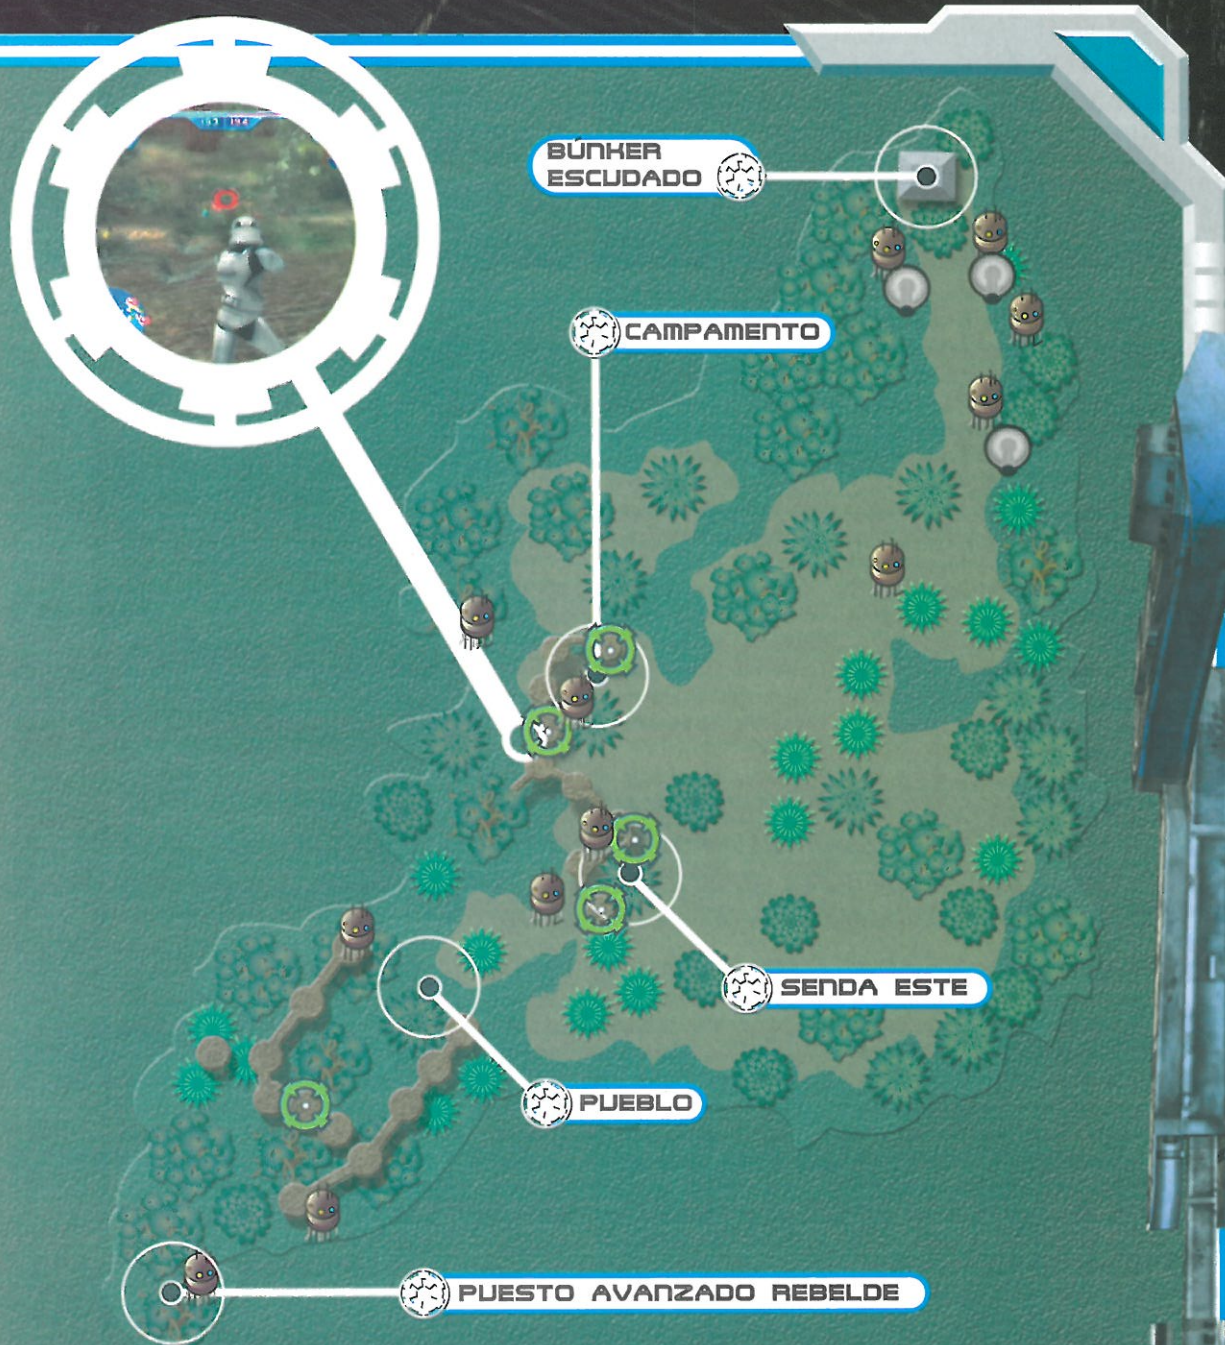 BÚNKER
ESCUDADO
CAMPAMENTO
SENDA ESTE
PUEBLO
PUESTO AVANZADO REBELDE